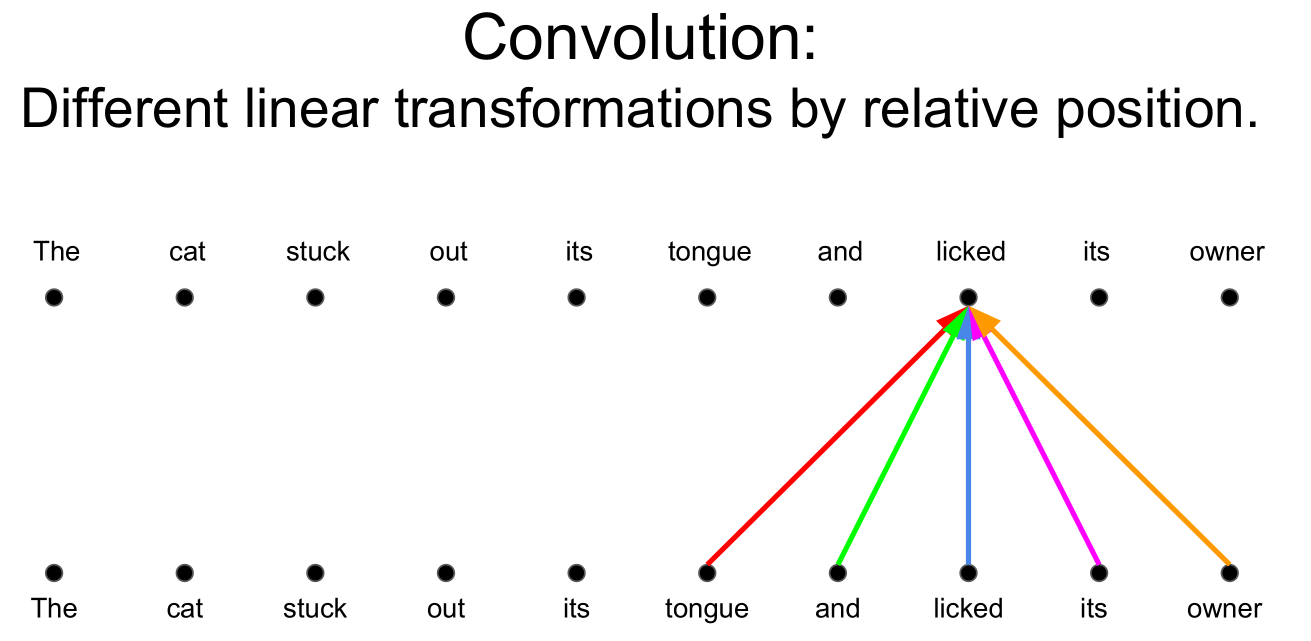 Convolution:
Different linear transformations by relative position.
The cat stuck out its tongue and licked its owner
The cat stuck out its tongue and licked its owner